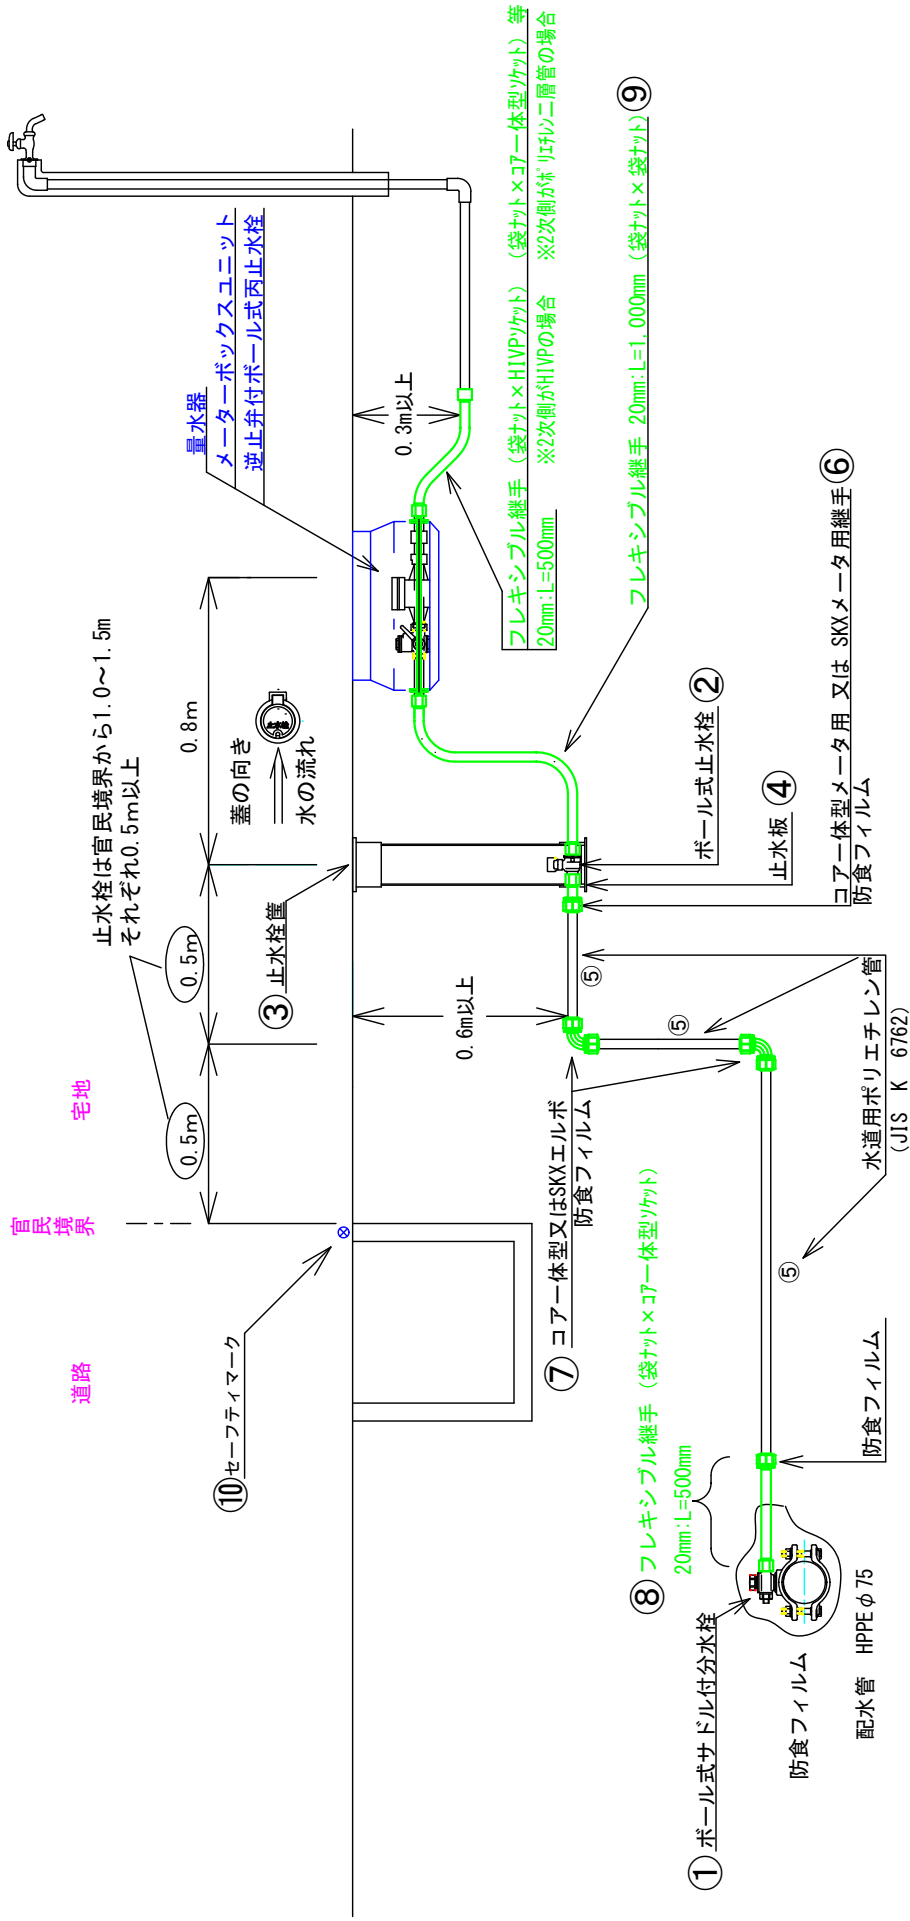 道路
官民
境界
宅地
止水栓は官民境界から1.0～1.5m
それぞれ0.5m以上
0.5m
0.5m
0.8m
蓋の向き
止水栓
水の流れ
量水器
メーターボックスユニット
逆止弁付ボール式丙止水栓
⑩ セーフティマーク
③ 止水栓筐
0.6m以上
0.3m以上
フレキシブル継手 (袋ナット×HIVPソケット) (袋ナット×コアー体型ソケット) 等
20mm:L=500mm ※2次側がHIVPの場合 ※2次側がポリエチレン二層管の場合
フレキシブル継手 20mm:L=1.000mm (袋ナット×袋ナット) ⑨
ボール式止水栓 ②
止水板 ④
コアー体型メータ用 又は SKXメータ用継手 ⑥
防食フィルム
⑦ コアー体型又はSKXエルボ
防食フィルム
⑤
⑤
⑤
水道用ポリエチレン管
(JIS K 6762)
⑧ フレキシブル継手 (袋ナット×コアー体型ソケット)
20mm:L=500mm
① ボール式サドル付分水栓
防食フィルム
防食フィルム
配水管 HPPEφ75